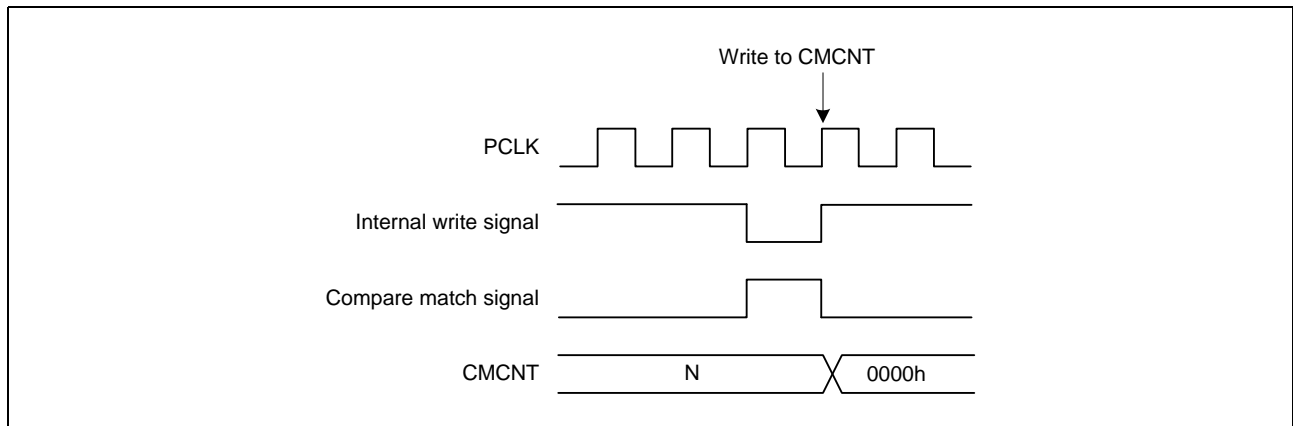 Write to CMCNT
PCLK
Internal write signal
Compare match signal
CMCNT
N
0000h